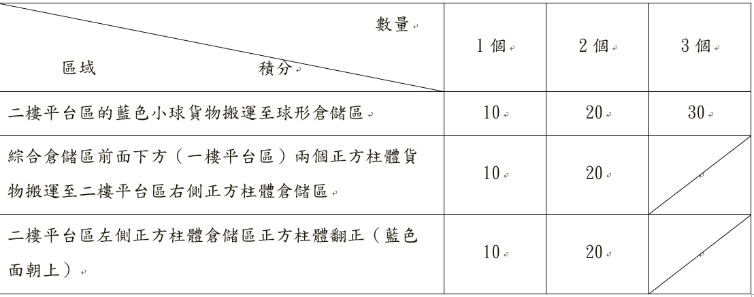 數量
1個 2個 3個
區域 積分
二樓平台區的藍色小球貨物搬運至球形倉儲區 10 20 30
綜合倉儲區前面下方（一樓平台區）兩個正方柱體貨
物搬運至二樓平台區右側正方柱體倉儲區 10 20
二樓平台區左側正方柱體倉儲區正方柱體翻正（藍色
面朝上） 10 20